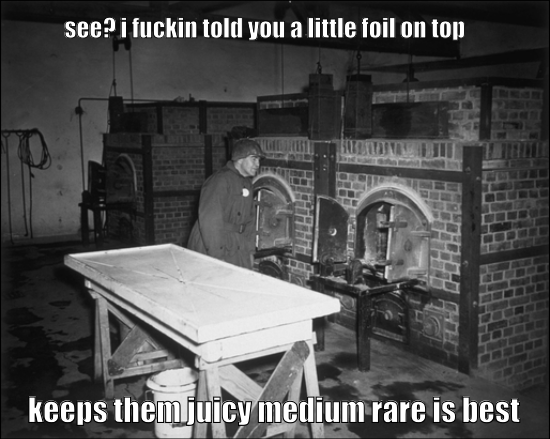 see? i fuckin told you a little foil on top
keeps them juicy medium rare is best